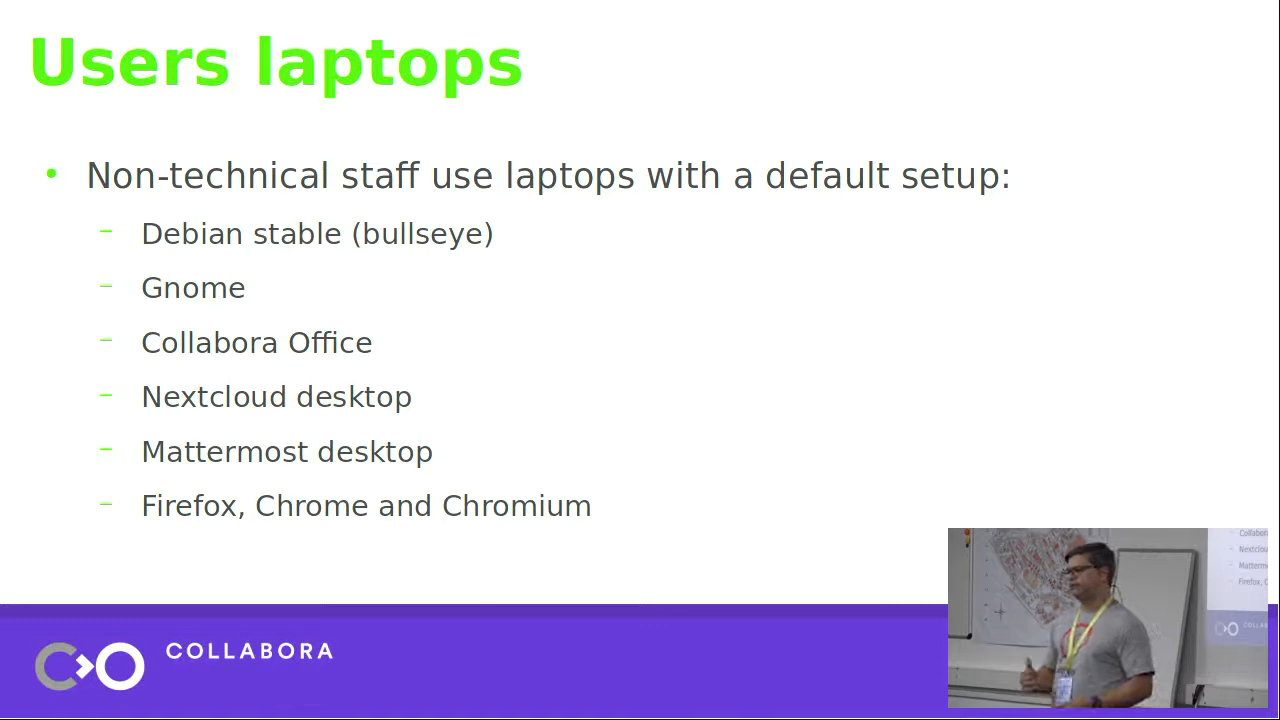 Users laptops
• Non-technical staff use laptops with a default setup:
– Debian stable (bullseye)
– Gnome
– Collabora Office
– Nextcloud desktop
– Mattermost desktop
– Firefox, Chrome and Chromium
COLLABORA